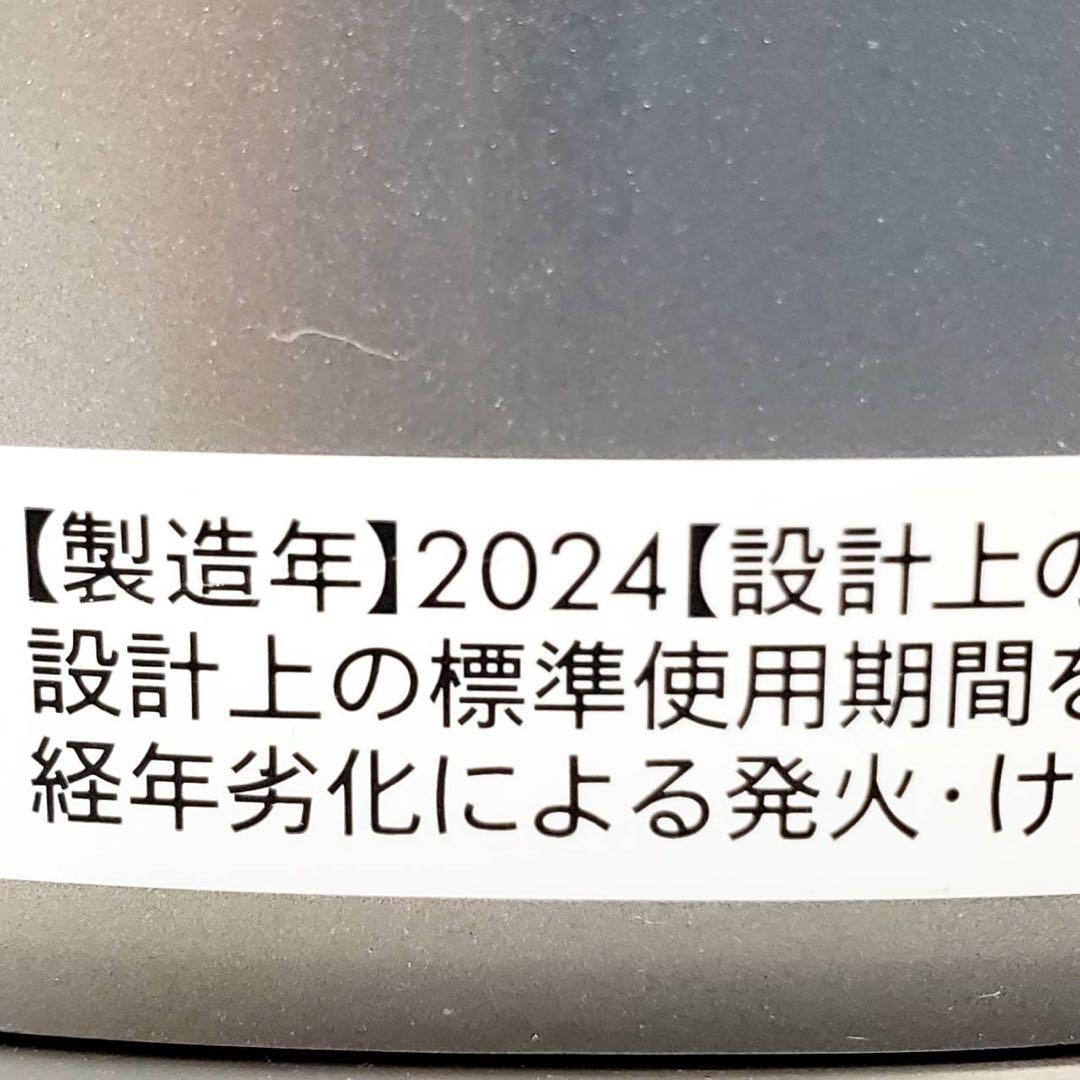 【製造年】2024【設計上の
設計上の標準使用期間を
経年劣化による発火・け